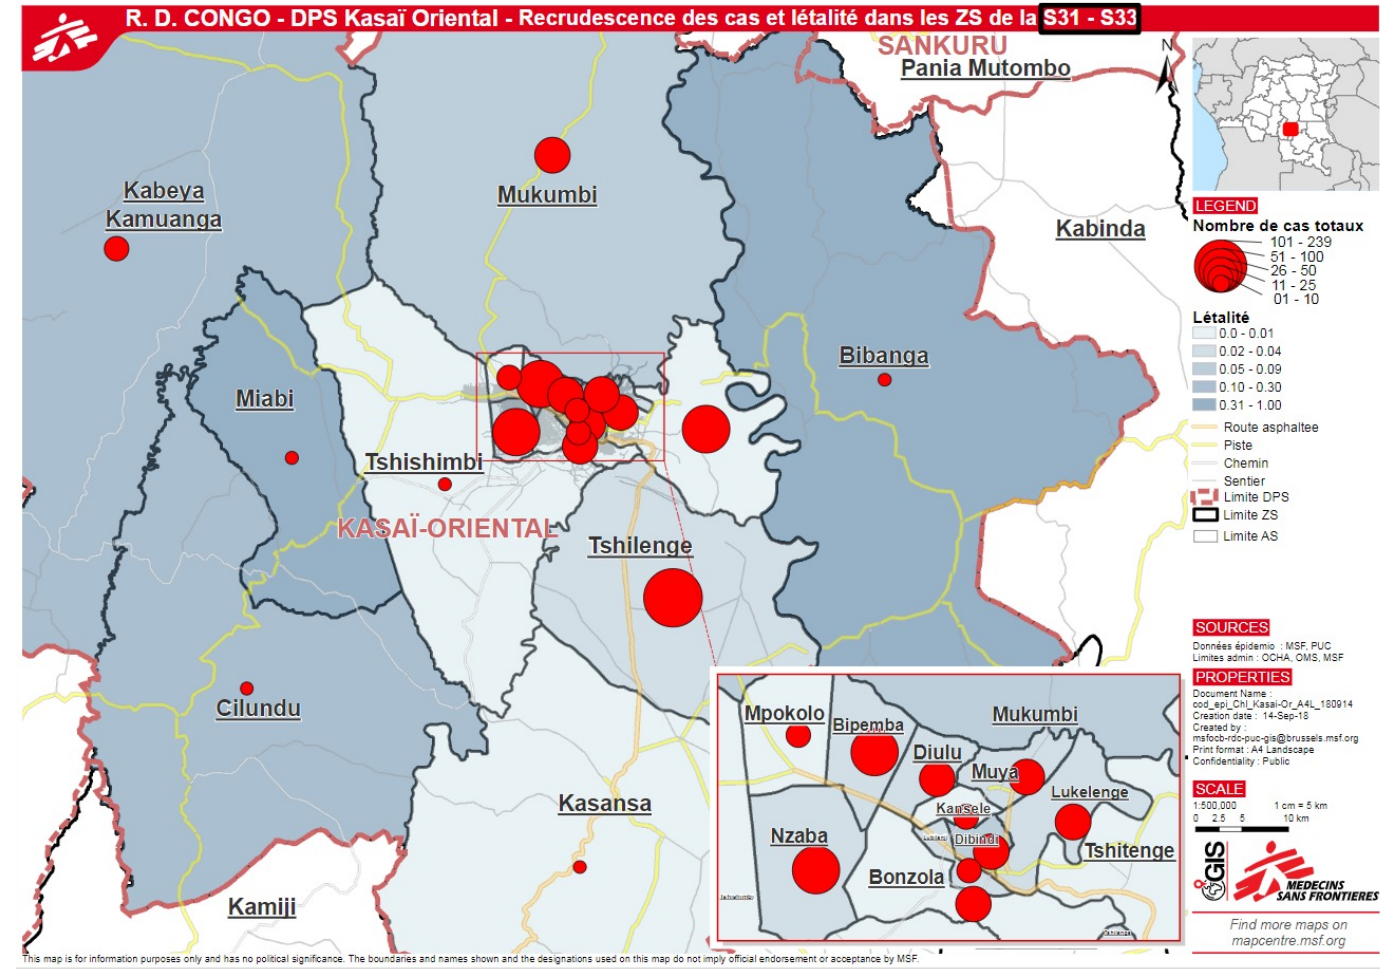 R. D. CONGO - DPS Kasaï Oriental - Recrudescence des cas et létalité dans les ZS de la S31 - S33
SANKURU
Pania Mutombo
N
Kabeya
Kamuanga
Mukumbi
Kabinda
Bibanga
Miabi
Tshishimbi
KASAÏ-ORIENTAL
Tshilenge
Cilundu
Kasansa
Kamiji
Mpokolo
Bipemba
Mukumbi
Diulu
Muya
Lukelenge
Kansele
Nzaba
Dibindi
Tshitenge
Bonzola
LEGEND
Nombre de cas totaux
101 - 239
51 - 100
26 - 50
11 - 25
01 - 10
Létalité
0.0 - 0.01
0.02 - 0.04
0.05 - 0.09
0.10 - 0.30
0.31 - 1.00
Route asphaltee
Piste
Chemin
Sentier
Limite DPS
Limite ZS
Limite AS
SOURCES
Données épidemio : MSF, PUC
Limites admin : OCHA, OMS, MSF
PROPERTIES
Document Name :
cod_epi_Chl_Kasai-Or_A4L_180914
Creation date : 14-Sep-18
Created by :
msfocb-rdc-puc-gis@brussels.msf.org
Print format : A4 Landscape
Confidentiality : Public
SCALE
1:500,000 1 cm = 5 km
0 2.5 5 10 km
GIS
MEDECINS
SANS FRONTIERES
Find more maps on
mapcentre.msf.org
This map is for information purposes only and has no political significance. The boundaries and names shown and the designations used on this map do not imply official endorsement or acceptance by MSF.